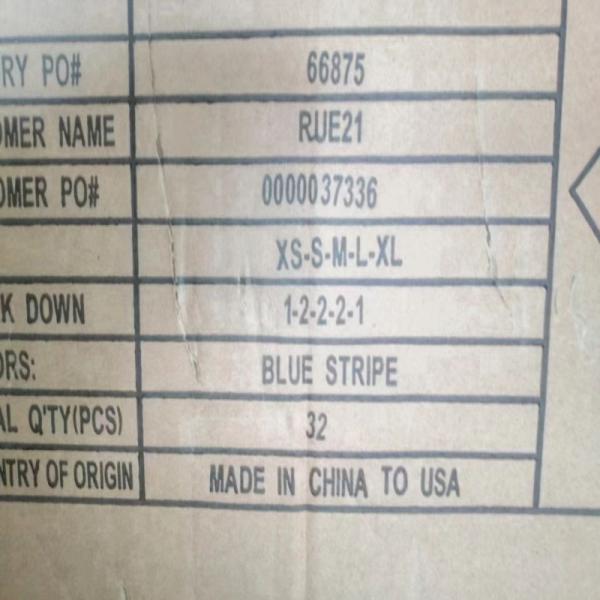 RY PO# 66875
OMER NAME RUE21
OMER PO# 0000037336
XS-S-M-L-XL
K DOWN 1-2-2-2-1
ORS: BLUE STRIPE
AL Q'TY(PCS) 32
NTRY OF ORIGIN MADE IN CHINA TO USA